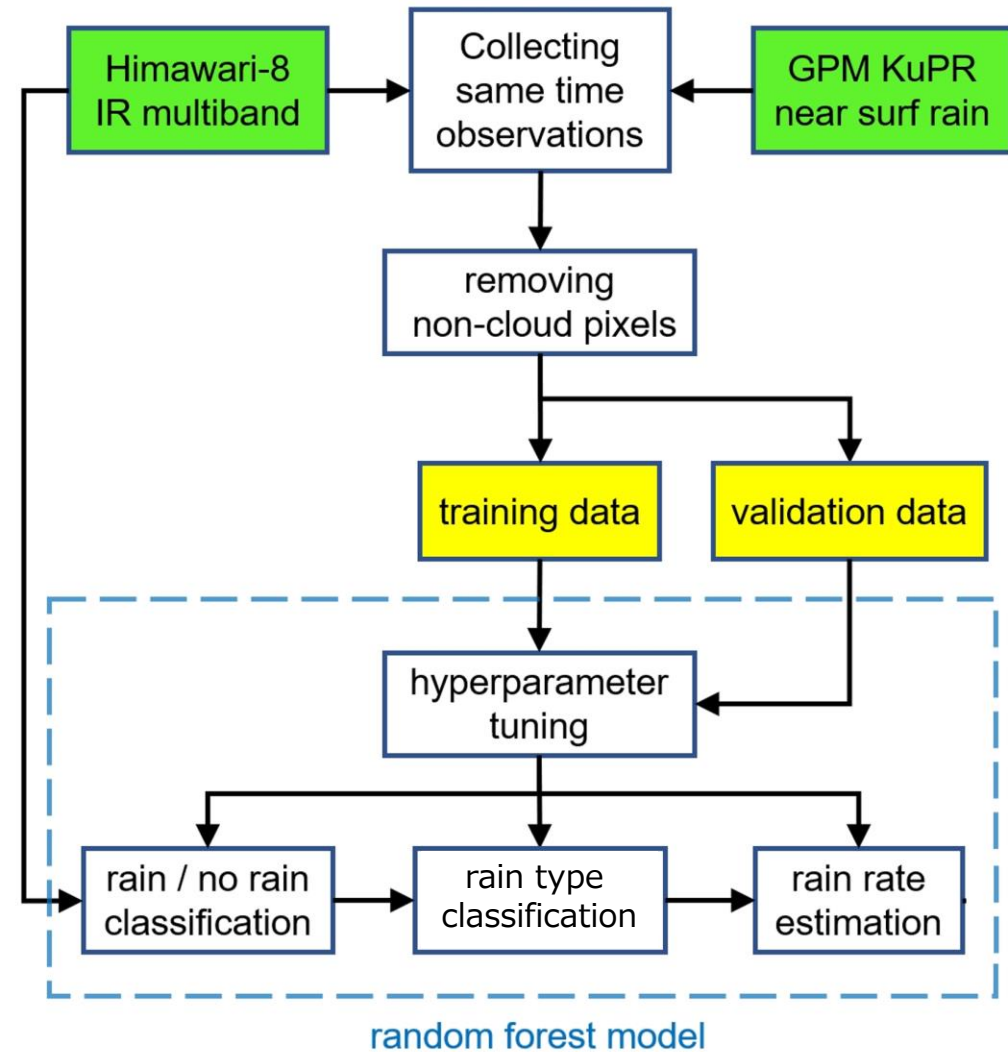 Himawari-8
IR multiband
Collecting
same time
observations
GPM KuPR
near surf rain
removing
non-cloud pixels
training data
validation data
hyperparameter
tuning
rain / no rain
classification
rain type
classification
rain rate
estimation
random forest model